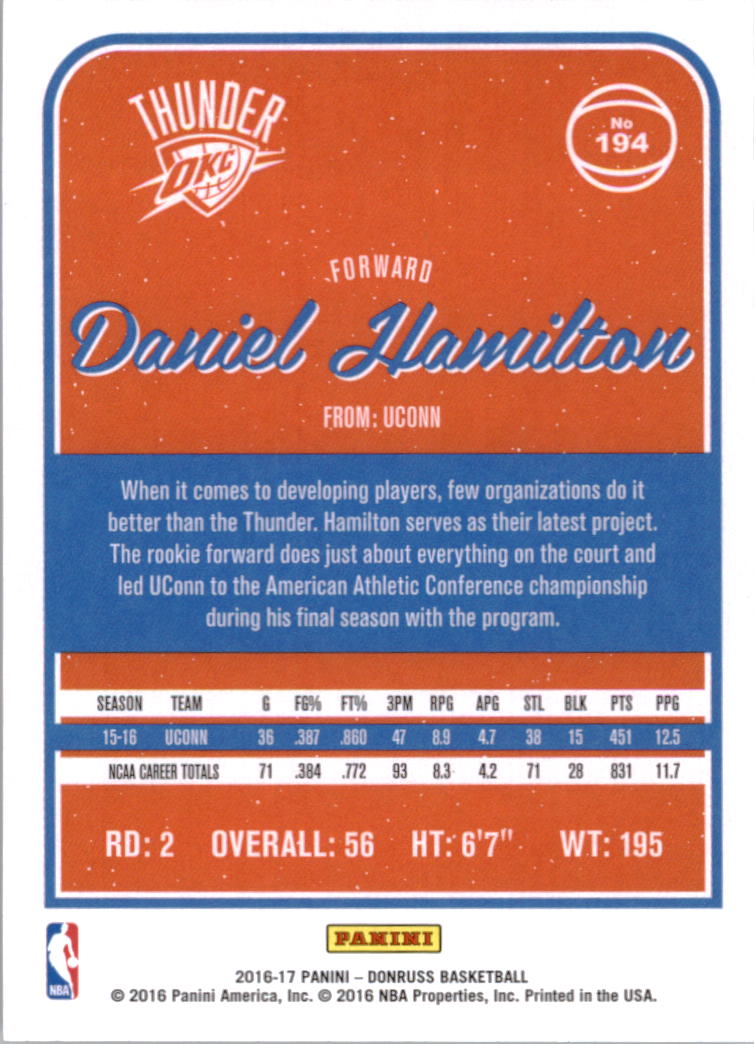 THUNDER
OKC
No
194
FORWARD
Daniel Hamilton
FROM: UCONN
When it comes to developing players, few organizations do it
better than the Thunder. Hamilton serves as their latest project.
The rookie forward does just about everything on the court and
led UConn to the American Athletic Conference championship
during his final season with the program.
SEASON TEAM G FG% FT% 3PM RPG APG STL BLK PTS PPG
15-16 UCONN 36 .387 .860 47 8.9 4.7 38 15 451 12.5
NCAA CAREER TOTALS 71 .384 .772 93 8.3 4.2 71 28 831 11.7
RD: 2 OVERALL: 56 HT: 6'7" WT: 195
PANINI
NBA
2016-17 PANINI – DONRUSS BASKETBALL
© 2016 Panini America, Inc. © 2016 NBA Properties, Inc. Printed in the USA.